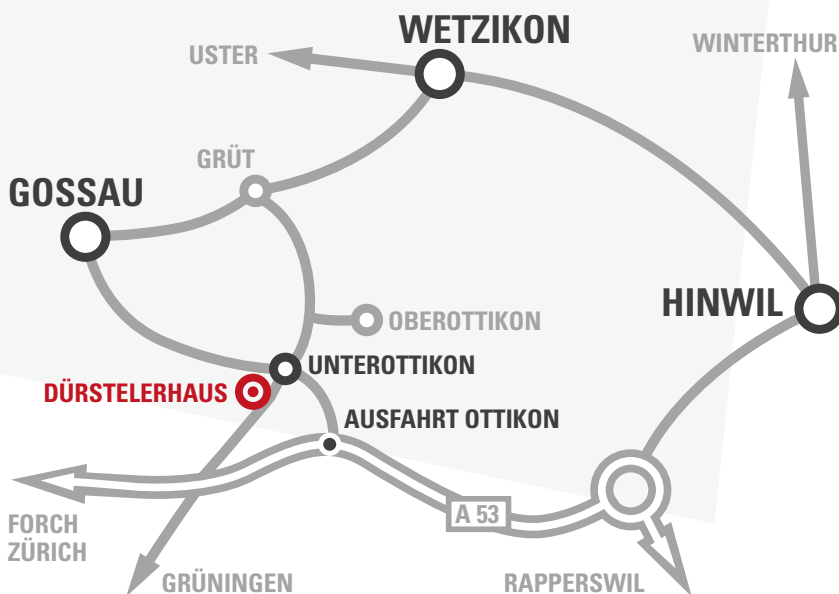 WETZIKON
USTER
WINTERTHUR
GRÜT
GOSSAU
HINWIL
OBEROTTIKON
UNTEROTTIKON
DÜRSTELERHAUS
AUSFAHRT OTTIKON
A 53
FORCH
ZÜRICH
GRÜNINGEN
RAPPERSWIL